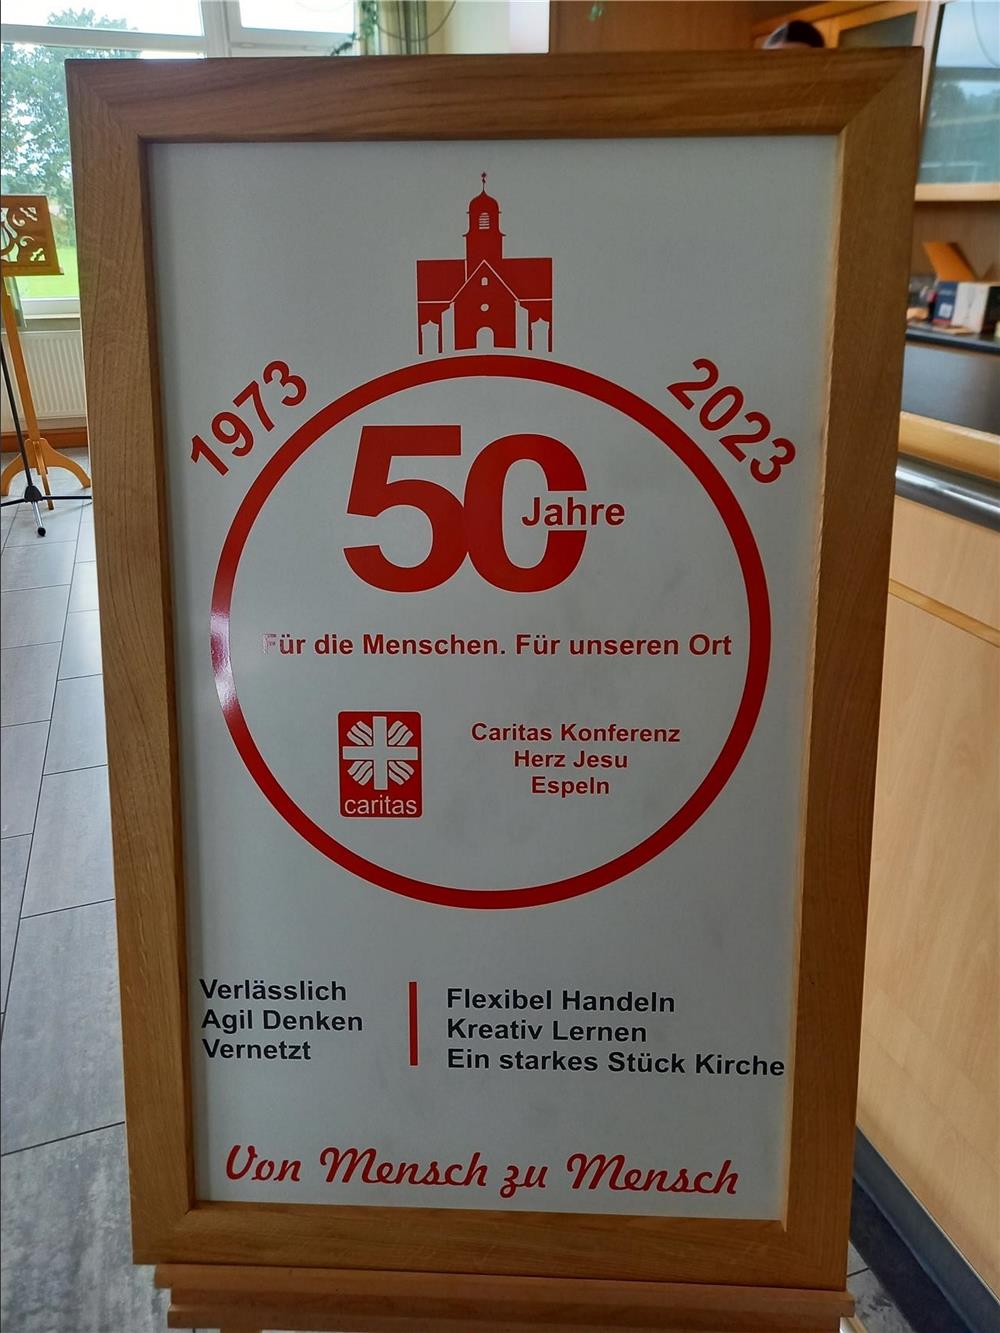 1973
2023
50
Jahre
Für die Menschen. Für unseren Ort
caritas
Caritas Konferenz
Herz Jesu
Espeln
Verlässlich
Agil Denken
Vernetzt
Flexibel Handeln
Kreativ Lernen
Ein starkes Stück Kirche
Von Mensch zu Mensch